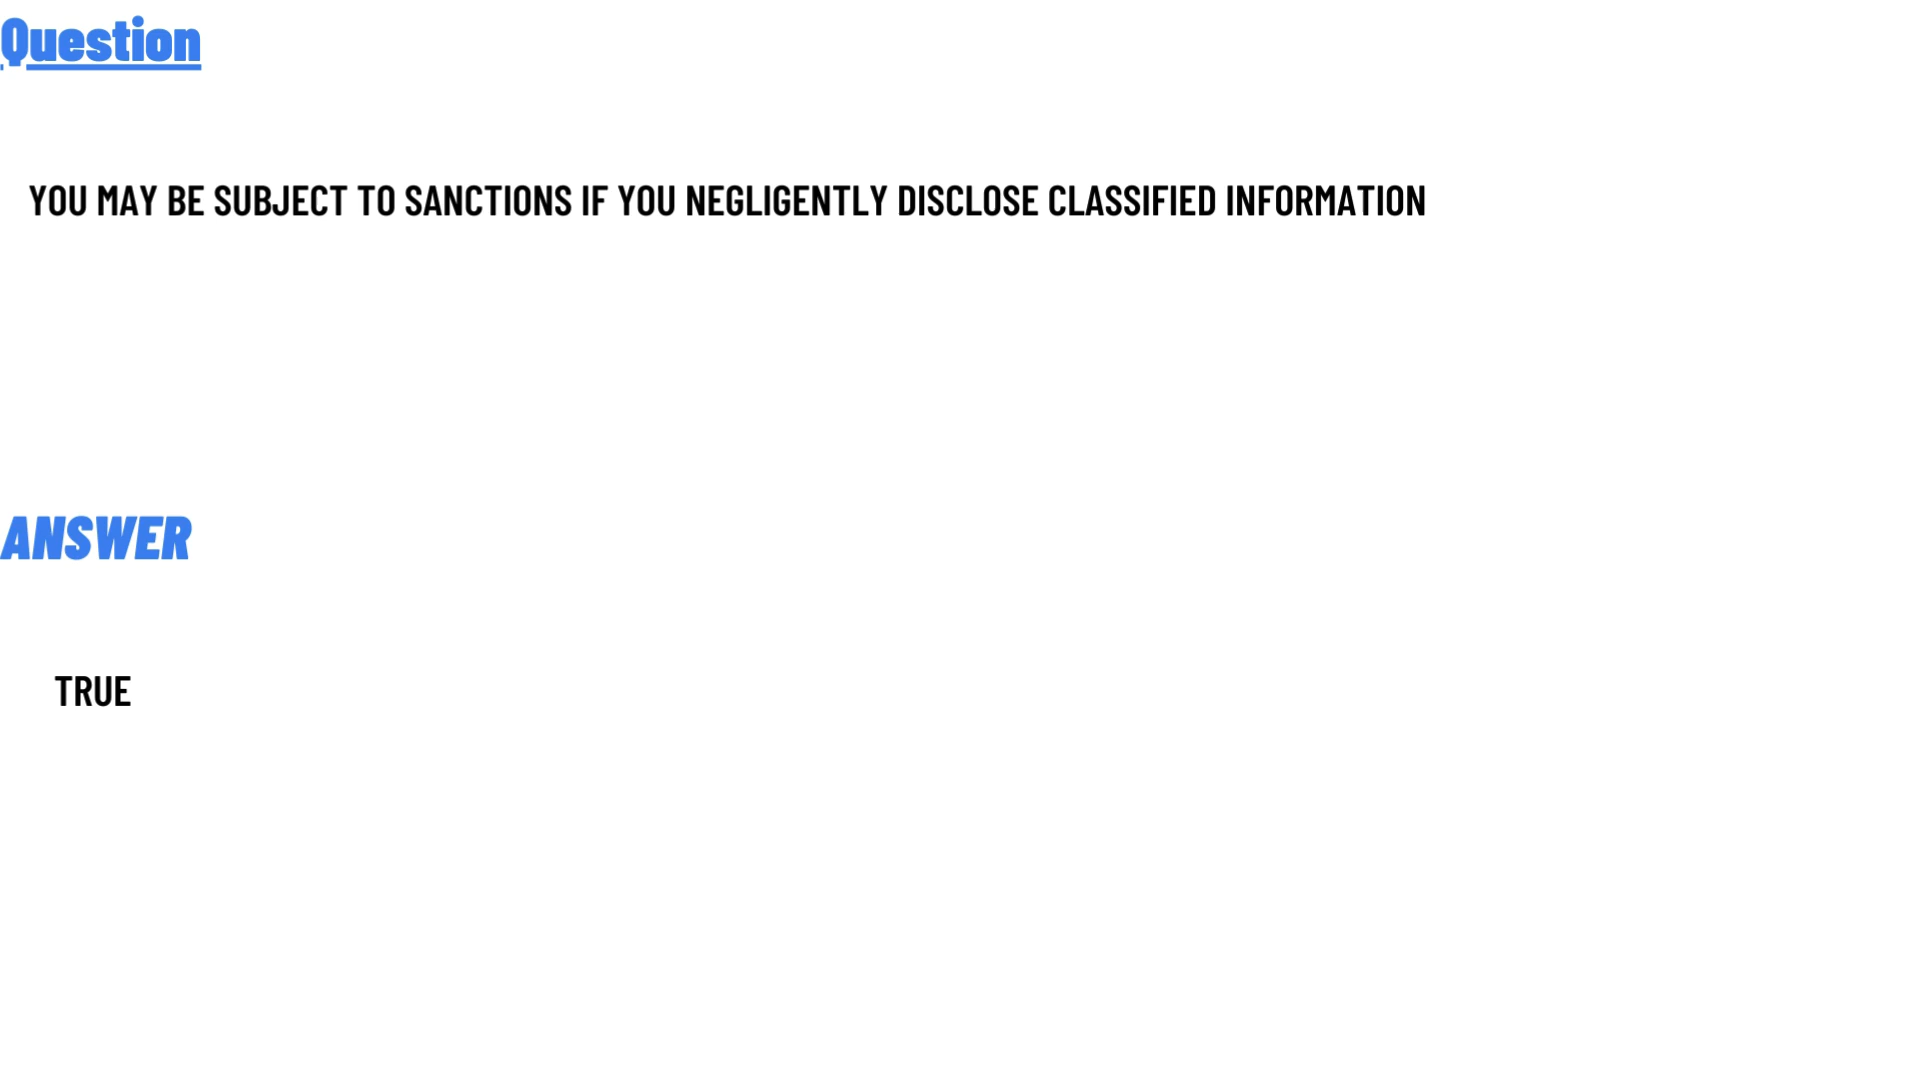 Question
YOU MAY BE SUBJECT TO SANCTIONS IF YOU NEGLIGENTLY DISCLOSE CLASSIFIED INFORMATION
ANSWER
TRUE